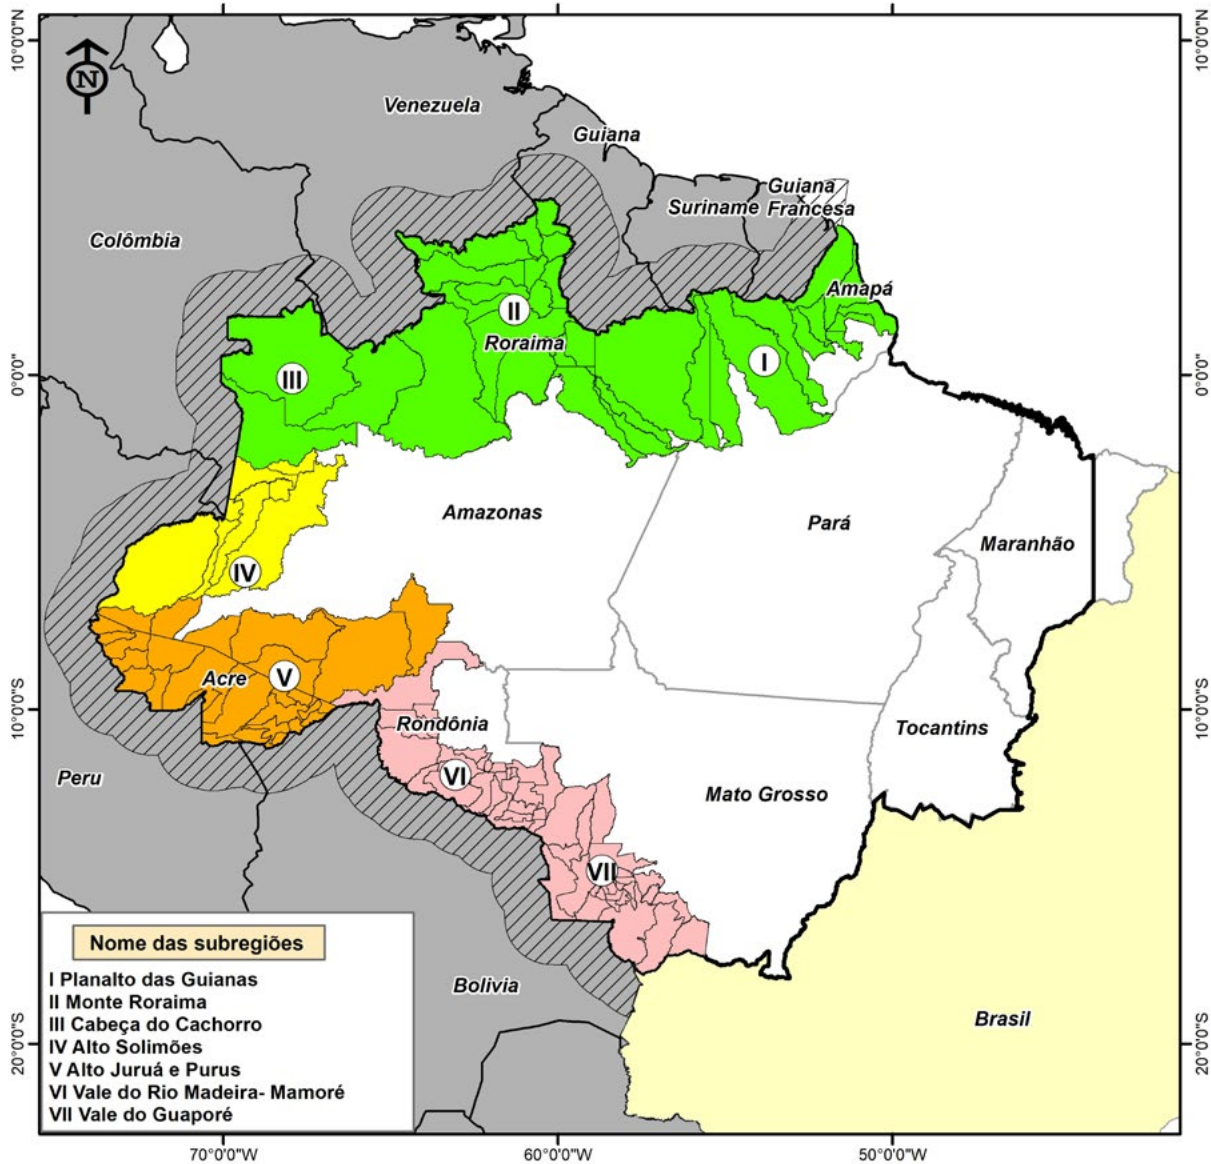 10°0'0"N
10°0'0"N
N
Venezuela
Guiana
Guiana
Francesa
Suriname
Colômbia
Amapá
II
Roraima
I
III
0°0'0"
0°0'0"
Amazonas
Pará
Maranhão
IV
Acre
V
10°0'0"S
10°0'0"S
Rondônia
Tocantins
Peru
VI
Mato Grosso
VII
Nome das subregiões
I Planalto das Guianas
II Monte Roraima
III Cabeça do Cachorro
IV Alto Solimões
V Alto Juruá e Purus
VI Vale do Rio Madeira- Mamoré
VII Vale do Guaporé
Bolivia
Brasil
20°0'0"S
20°0'0"S
70°0'0"W
60°0'0"W
50°0'0"W